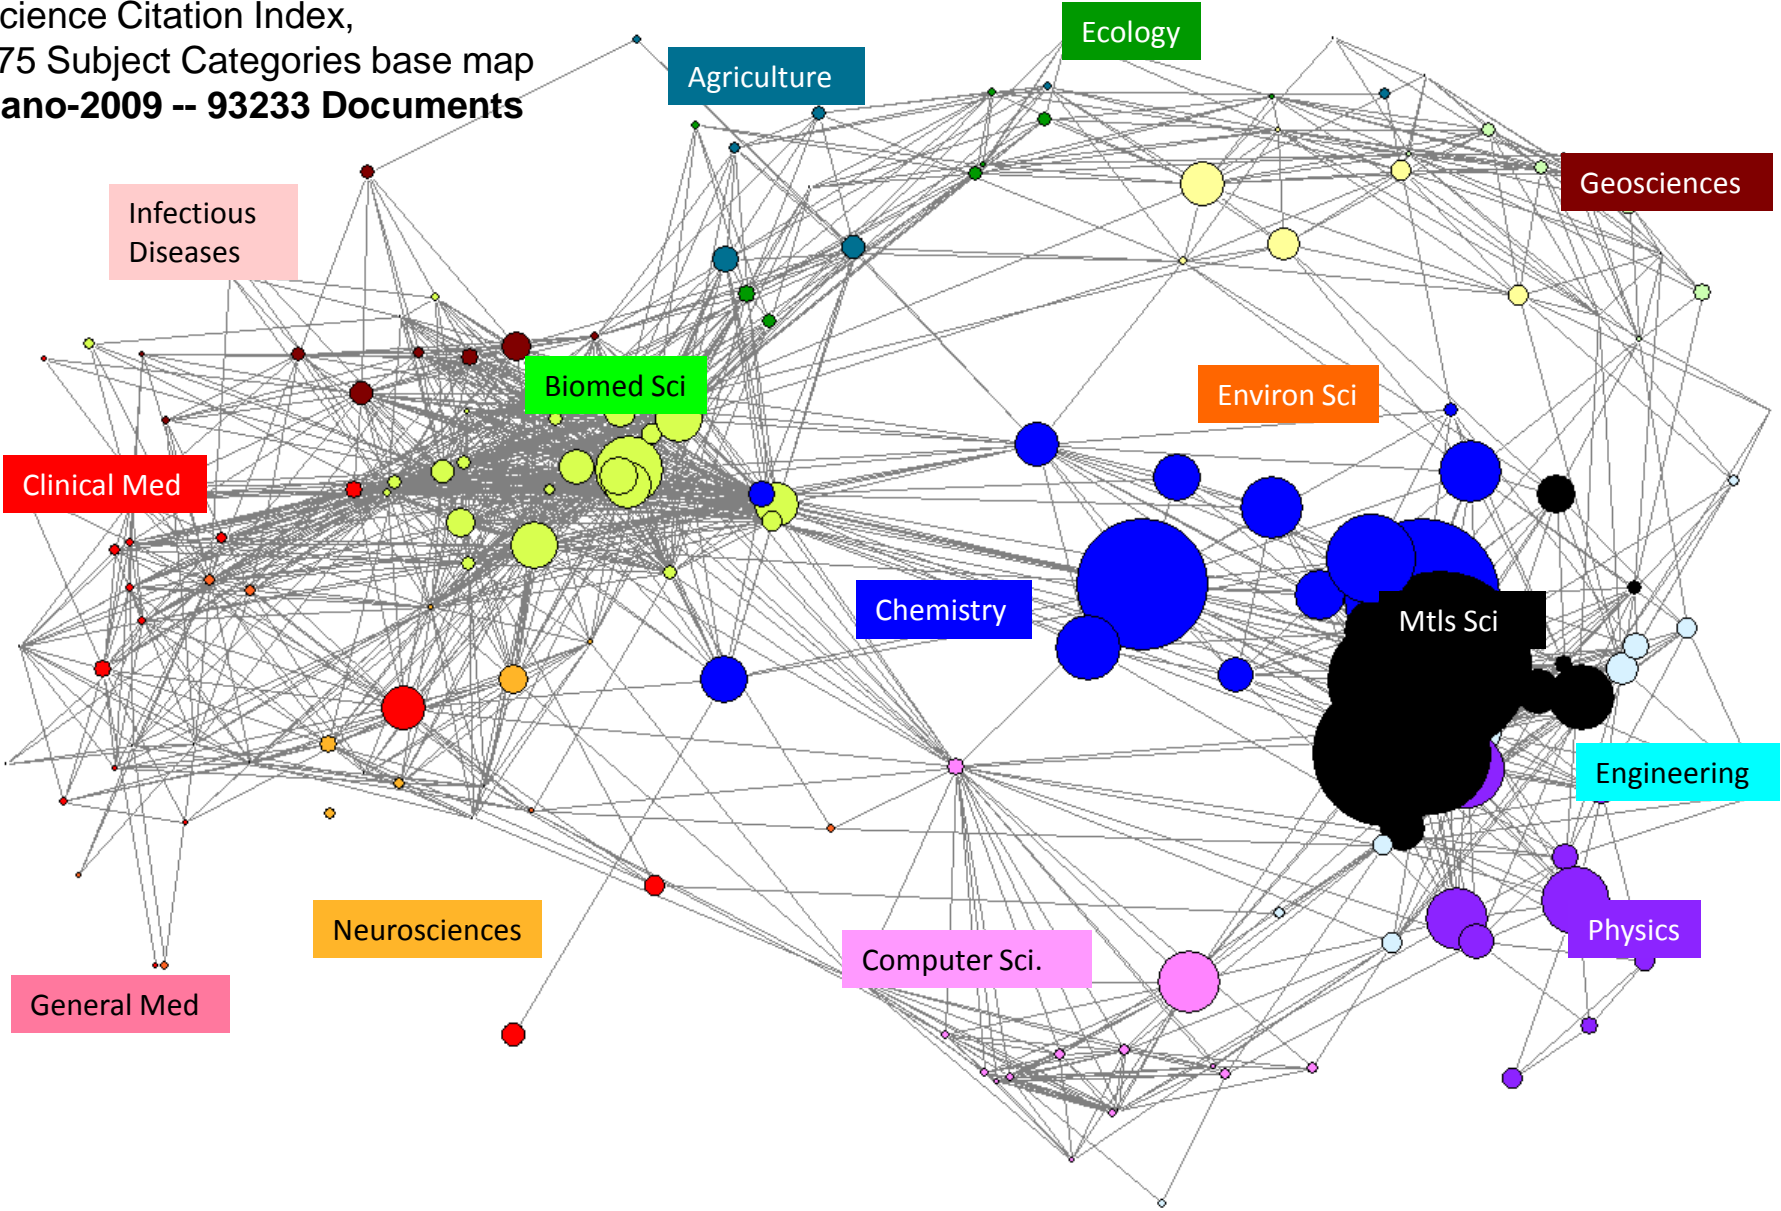 cience Citation Index,
75 Subject Categories base map
ano-2009 -- 93233 Documents
Ecology
Agriculture
Geosciences
Infectious
Diseases
Biomed Sci
Environ Sci
Clinical Med
Chemistry
Mtls Sci
Engineering
Neurosciences
Computer Sci.
Physics
General Med